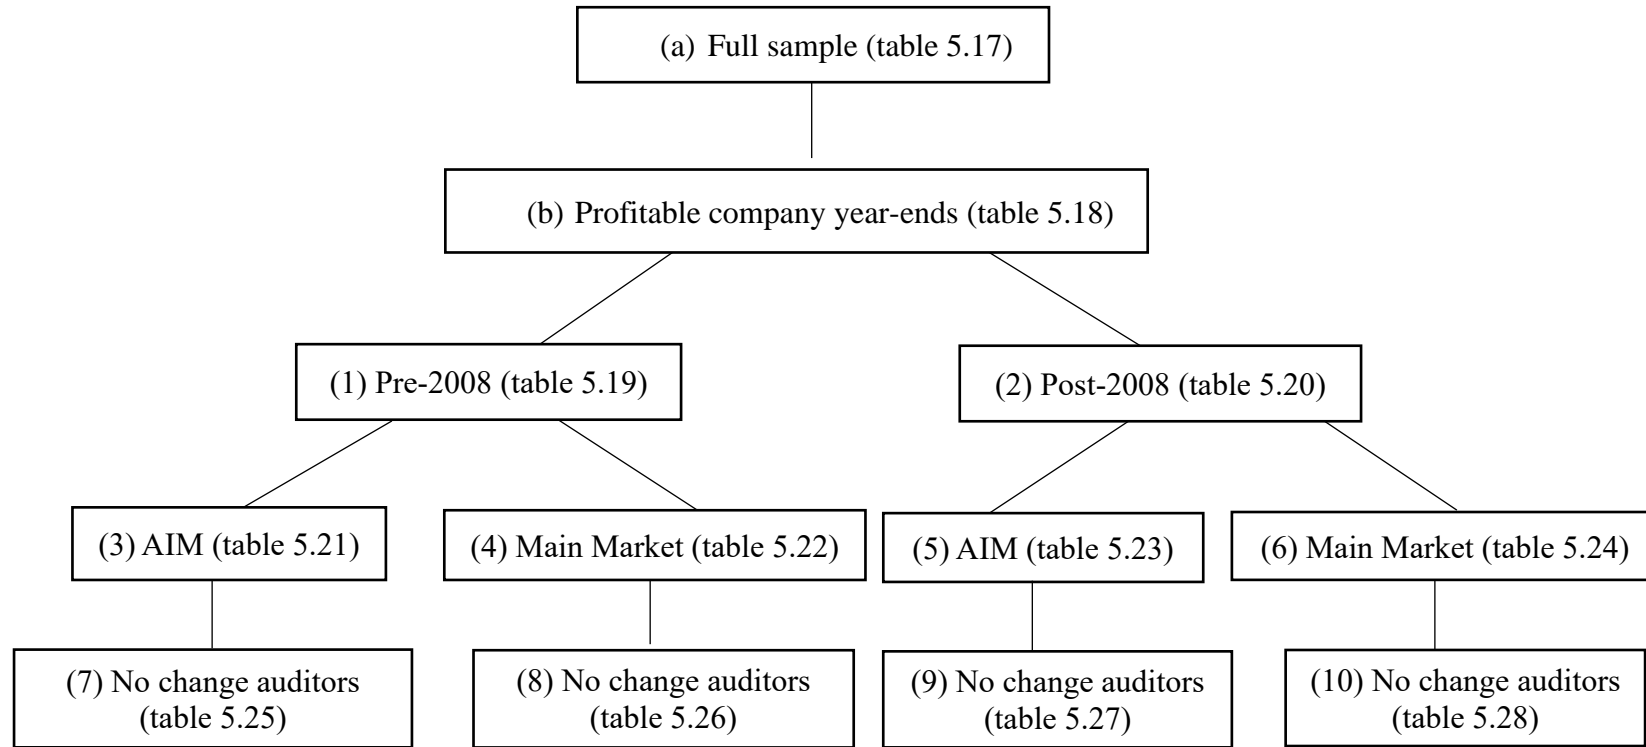 (a) Full sample (table 5.17)
(b) Profitable company year-ends (table 5.18)
(1) Pre-2008 (table 5.19)
(2) Post-2008 (table 5.20)
(3) AIM (table 5.21)
(4) Main Market (table 5.22)
(5) AIM (table 5.23)
(6) Main Market (table 5.24)
(7) No change auditors
(table 5.25)
(8) No change auditors
(table 5.26)
(9) No change auditors
(table 5.27)
(10) No change auditors
(table 5.28)